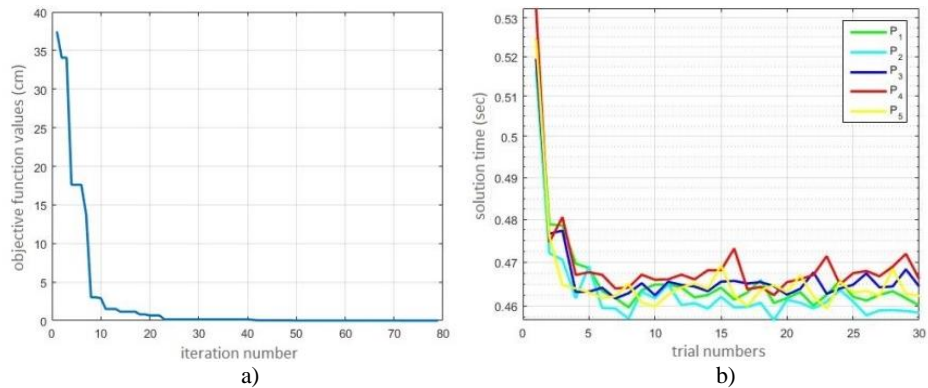 40
35
30
25
20
15
10
5
0
objective function values (cm)
0 10 20 30 40 50 60 70 80
iteration number
a)
0.53
0.52
0.51
0.5
0.49
0.48
0.47
0.46
solution time (sec)
0 5 10 15 20 25 30
trial numbers
b)
P1
P2
P3
P4
P5